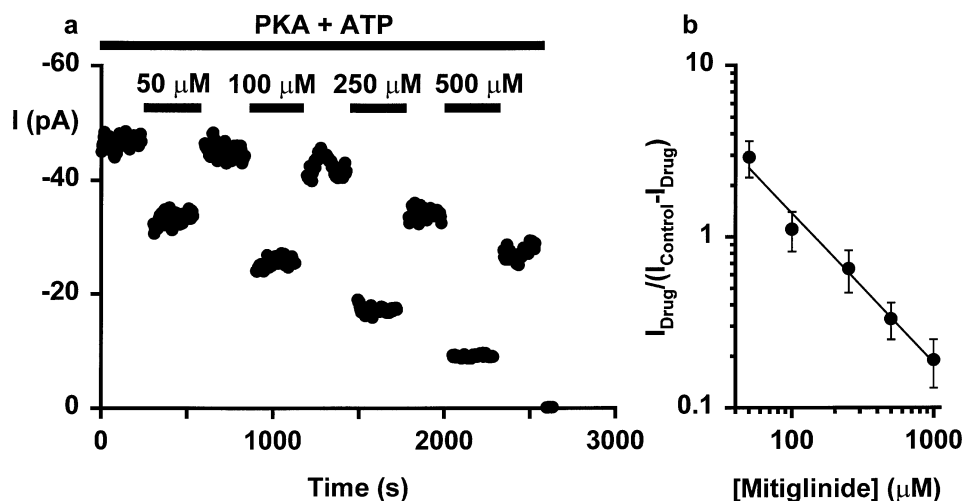 a
PKA + ATP
-60
50 μM 100 μM 250 μM 500 μM
I (pA)
-40
-20
0
0 1000 2000 3000
Time (s)
b
10
1
0.1
I_Drug/(I_Control-I_Drug)
100 1000
[Mitiglinide] (μM)